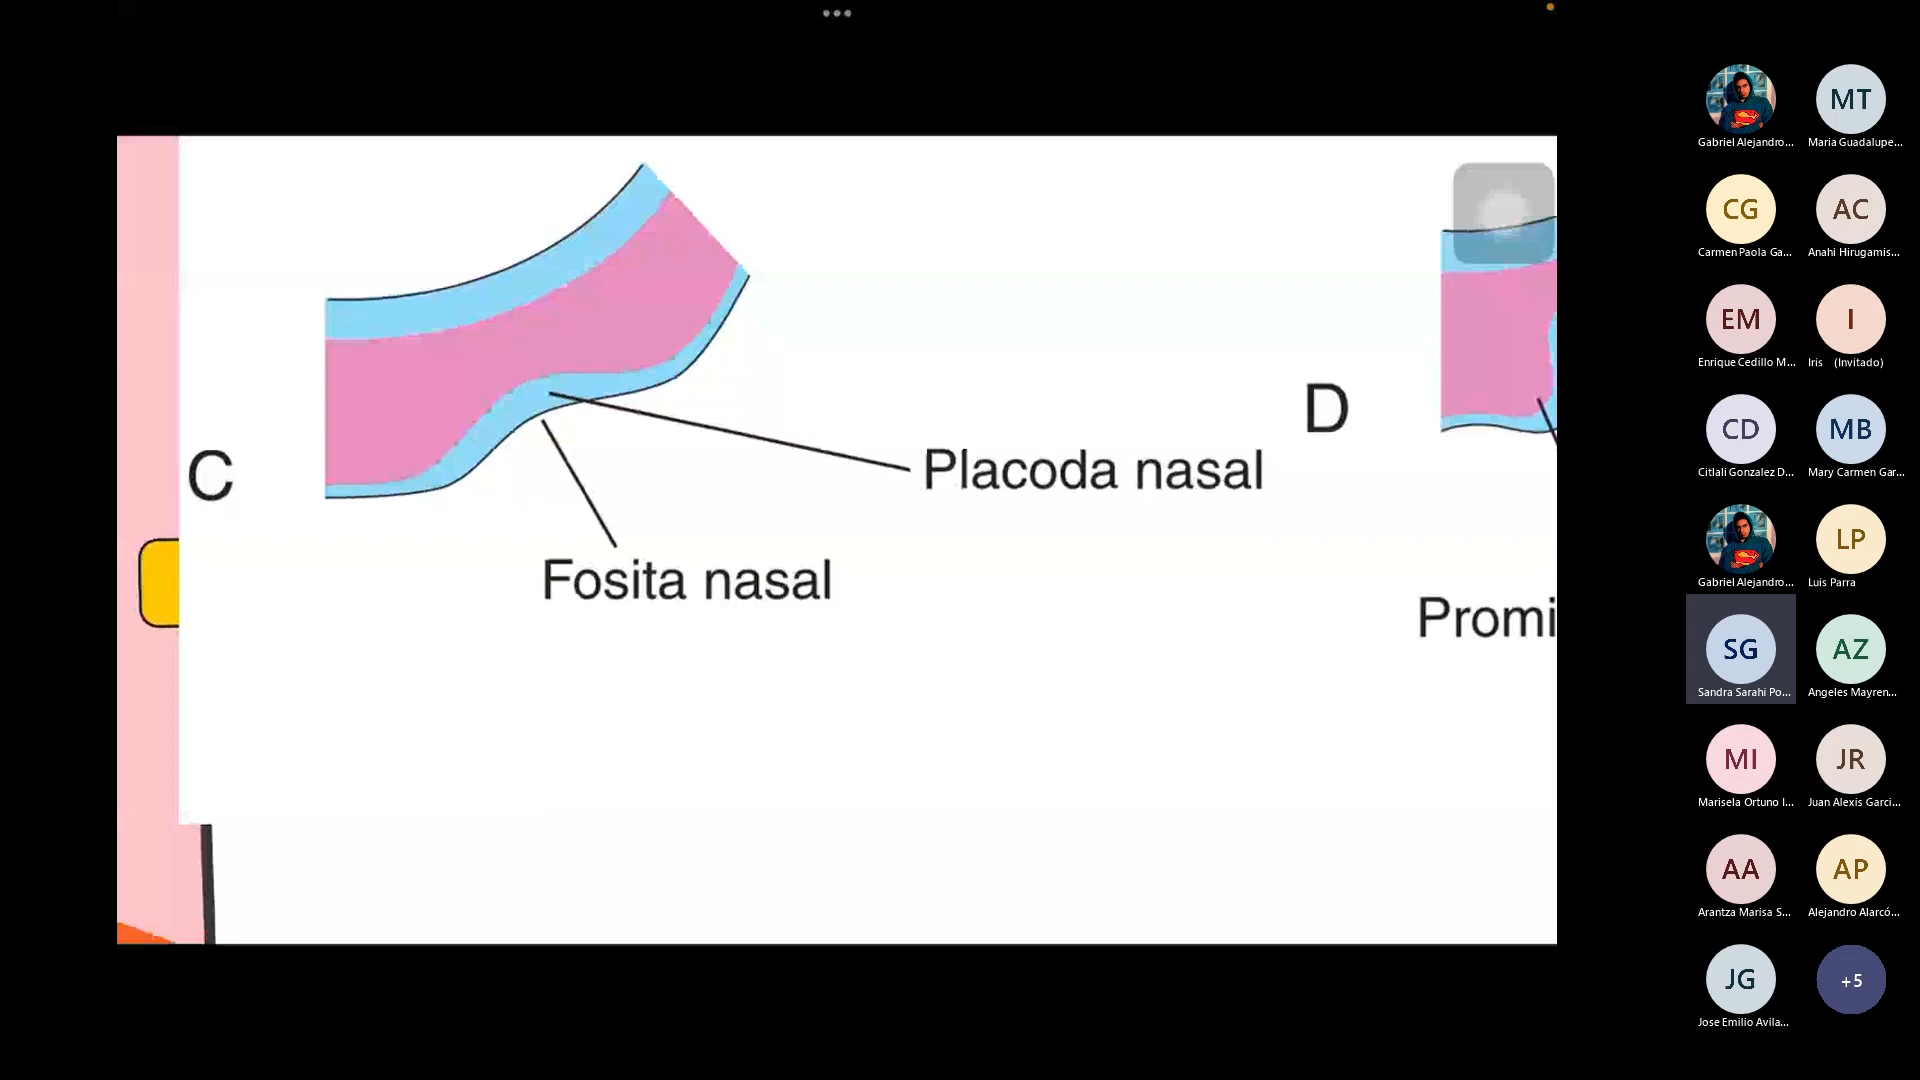 C
Placoda nasal
Fosita nasal
D
Promi
Gabriel Alejandro...
MT
Maria Guadalupe...
CG
Carmen Paola Ga...
AC
Anahi Hirugamis...
EM
Enrique Cedillo M...
I
Iris (Invitado)
CD
Citlali Gonzalez D...
MB
Mary Carmen Gar...
Gabriel Alejandro...
LP
Luis Parra
SG
Sandra Sarahi Po...
AZ
Angeles Mayren...
MI
Marisela Ortuno I...
JR
Juan Alexis Garci...
AA
Arantza Marisa S...
AP
Alejandro Alarcó...
JG
Jose Emilio Avila...
+5